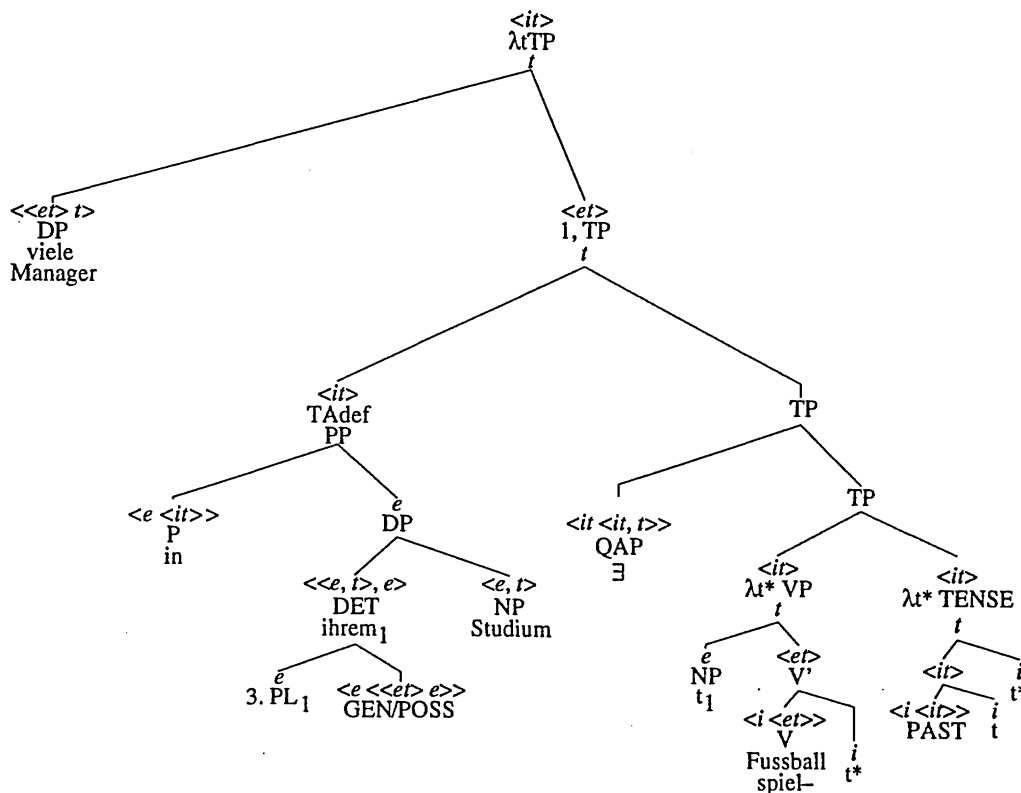 <it>
λtTP
t
<<et> t>
DP
viele
Manager
<et>
1, TP
t
<it>
TAdef
PP
TP
<e <it>>
P
in
e
DP
<it <it, t>>
QAP
∃
TP
<<e, t>, e>
DET
ihrem1
<e, t>
NP
Studium
<it>
λt* VP
t
<it>
λt* TENSE
t
e
3. PL1
<e <<et> e>>
GEN/POSS
e
NP
t1
<et>
V'
<it>
i
t*
<i <et>>
V
Fussball
spiel–
i
t*
<i <it>>
PAST
i
t